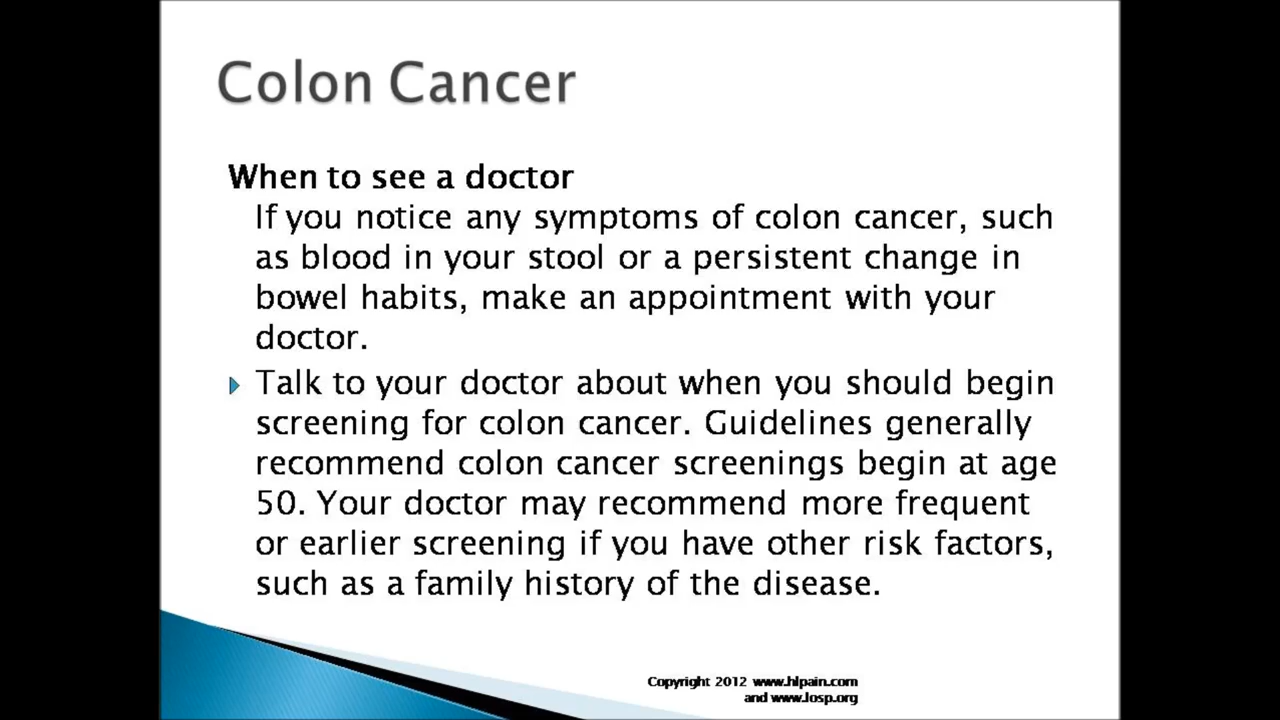 Colon Cancer
When to see a doctor
If you notice any symptoms of colon cancer, such
as blood in your stool or a persistent change in
bowel habits, make an appointment with your
doctor.
Talk to your doctor about when you should begin
screening for colon cancer. Guidelines generally
recommend colon cancer screenings begin at age
50. Your doctor may recommend more frequent
or earlier screening if you have other risk factors,
such as a family history of the disease.
Copyright 2012 www.hlpain.com
and www.losp.org